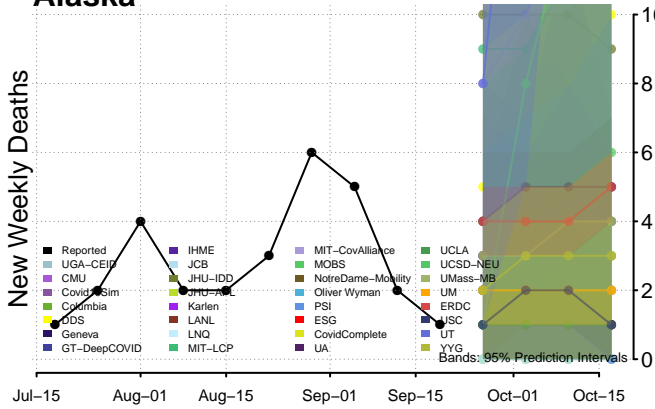 Alaska
New Weekly Deaths
10
8
6
4
2
0
Reported
UGA−CEID
CMU
Covid19Sim
Columbia
DDS
Geneva
GT−DeepCOVID
IHME
JCB
JHU−IDD
JHU−APL
Karlen
LANL
LNQ
MIT−LCP
MIT−CovAlliance
MOBS
NotreDame−Mobility
Oliver Wyman
PSI
ESG
CovidComplete
UA
UCLA
UCSD−NEU
UMass−MB
UM
ERDC
USC
UT
YYG
Bands: 95% Prediction Intervals
Jul−15
Aug−01
Aug−15
Sep−01
Sep−15
Oct−01
Oct−15